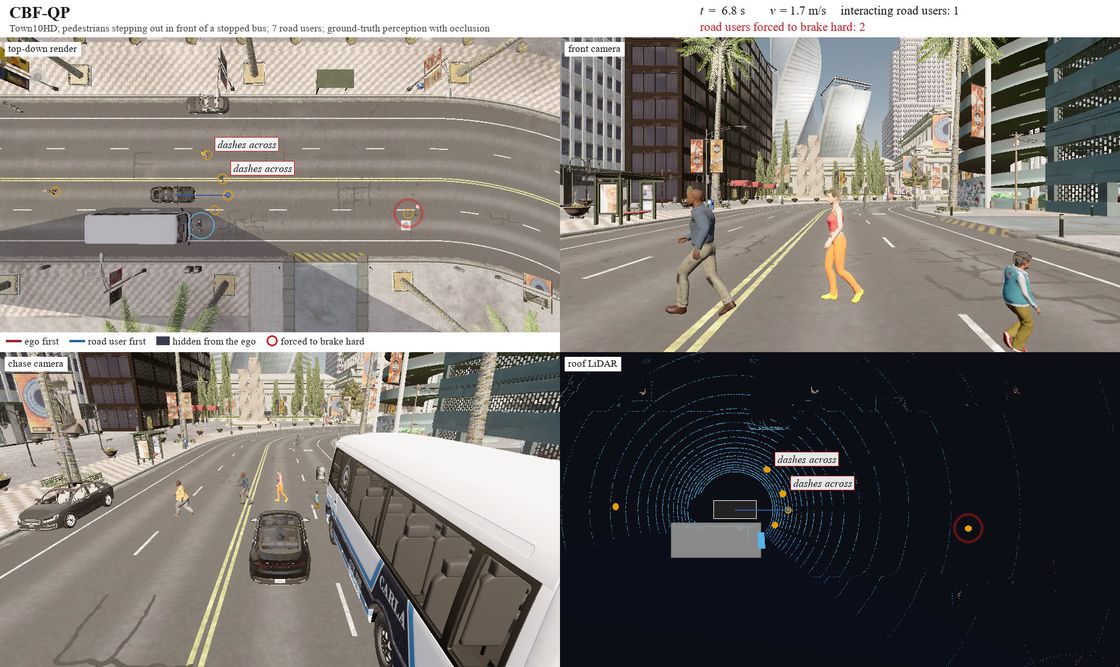 CBF-QP
Town10HD; pedestrians stepping out in front of a stopped bus; 7 road users; ground-truth perception with occlusion
t = 6.8 s v = 1.7 m/s interacting road users: 1
road users forced to brake hard: 2
top-down render
dashes across
dashes across
front camera
ego first road user first hidden from the ego forced to brake hard
chase camera
CARLA
roof LiDAR
dashes across
dashes across